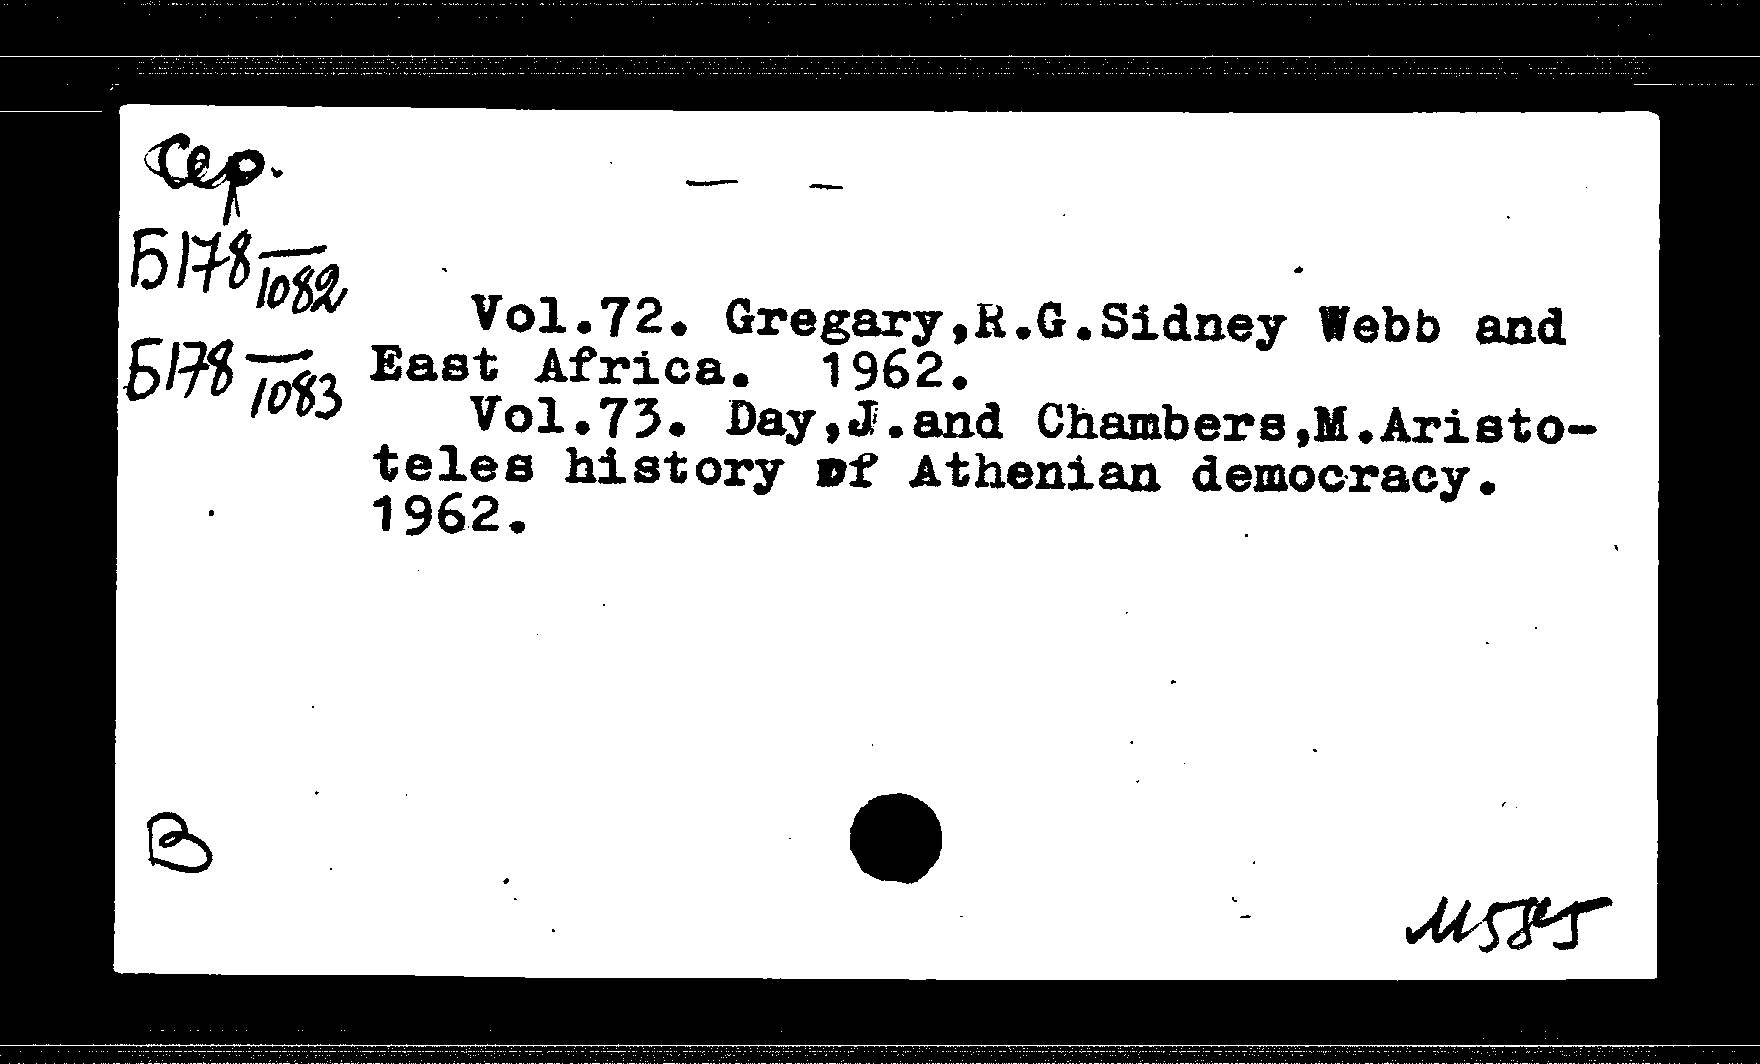 Сер.
— —
Б178 — 1082
Vol.72. Gregary,R.G.Sidney Webb and
Б178 — 1083
East Africa. 1962.
Vol.73. Day,J.and Chambers,M.Aristo-
teles history of Athenian democracy.
1962.
В